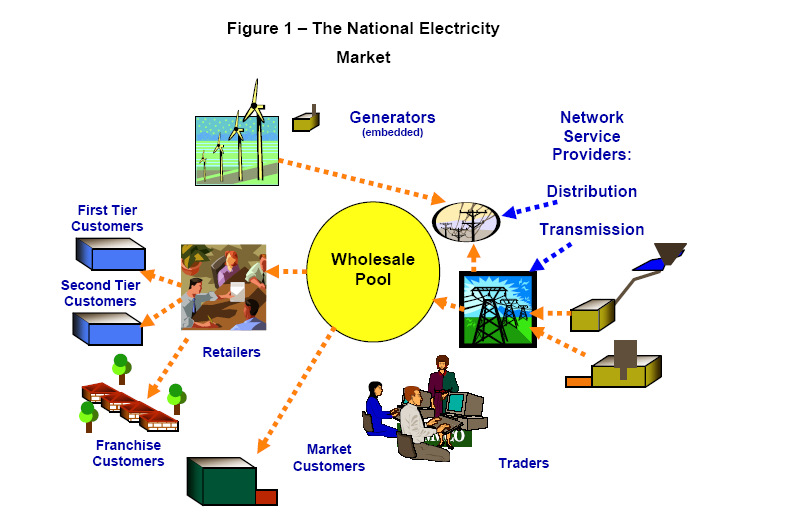 Figure 1 – The National Electricity
Market
Generators
(embedded)
Network
Service
Providers:
Distribution
Transmission
First Tier
Customers
Second Tier
Customers
Wholesale
Pool
Retailers
Franchise
Customers
Market
Customers
Traders